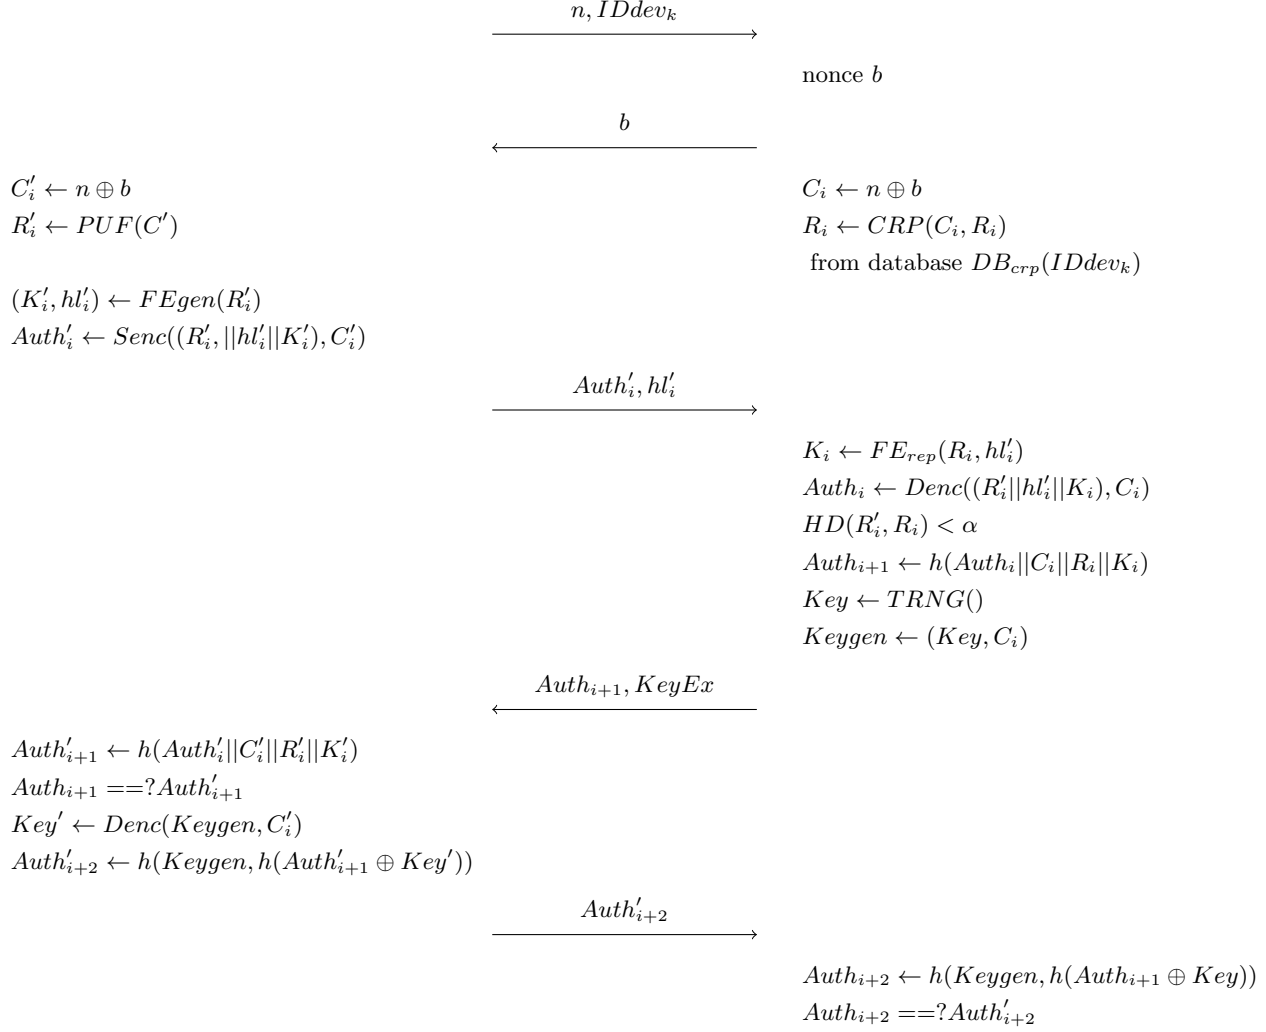 n, IDdev_k
nonce b
b
C'_i ← n ⊕ b
C_i ← n ⊕ b
R'_i ← PUF(C')
R_i ← CRP(C_i, R_i)
from database DB_{crp}(IDdev_k)
(K'_i, hl'_i) ← FEgen(R'_i)
Auth'_i ← Senc((R'_i, ||hl'_i||K'_i), C'_i)
Auth'_i, hl'_i
K_i ← FE_{rep}(R_i, hl'_i)
Auth_i ← Denc((R'_i||hl'_i||K_i), C_i)
HD(R'_i, R_i) < α
Auth_{i+1} ← h(Auth_i||C_i||R_i||K_i)
Key ← TRNG()
Keygen ← (Key, C_i)
Auth_{i+1}, KeyEx
Auth'_{i+1} ← h(Auth'_i||C'_i||R'_i||K'_i)
Auth_{i+1} ==?Auth'_{i+1}
Key' ← Denc(Keygen, C'_i)
Auth'_{i+2} ← h(Keygen, h(Auth'_{i+1} ⊕ Key'))
Auth'_{i+2}
Auth_{i+2} ← h(Keygen, h(Auth_{i+1} ⊕ Key))
Auth_{i+2} ==?Auth'_{i+2}